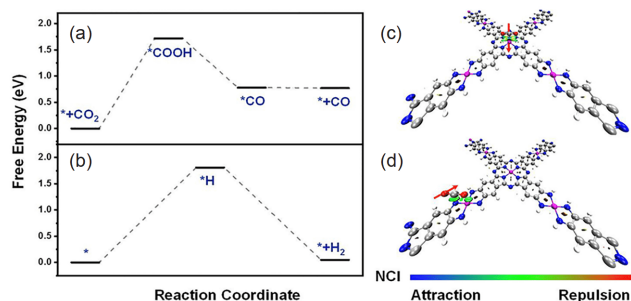 (a)
2.0
1.5
1.0
0.5
0.0
*+CO₂
*COOH
*CO
*+CO
Free Energy (eV)
(b)
2.0
1.5
1.0
0.5
0.0
*
*H
*+H₂
Reaction Coordinate
(c)
(d)
NCI
Attraction Repulsion